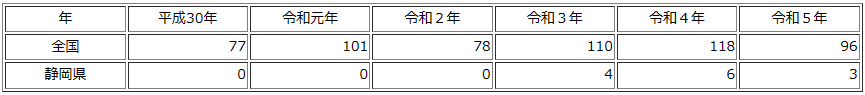 年 平成30年 令和元年 令和２年 令和３年 令和４年 令和５年
全国 77 101 78 110 118 96
静岡県 0 0 0 4 6 3